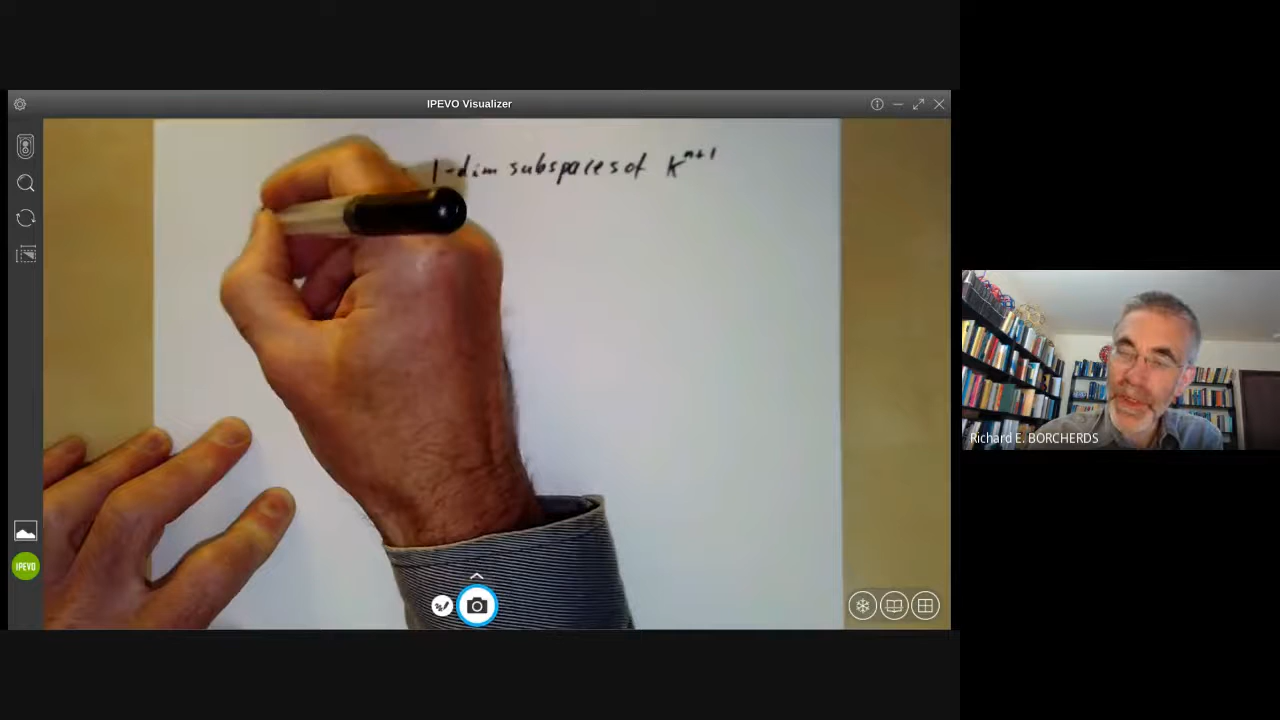 IPEVO Visualizer
1-dim subspaces of K^{n+1}
Richard E. BORCHERDS
IPEVO